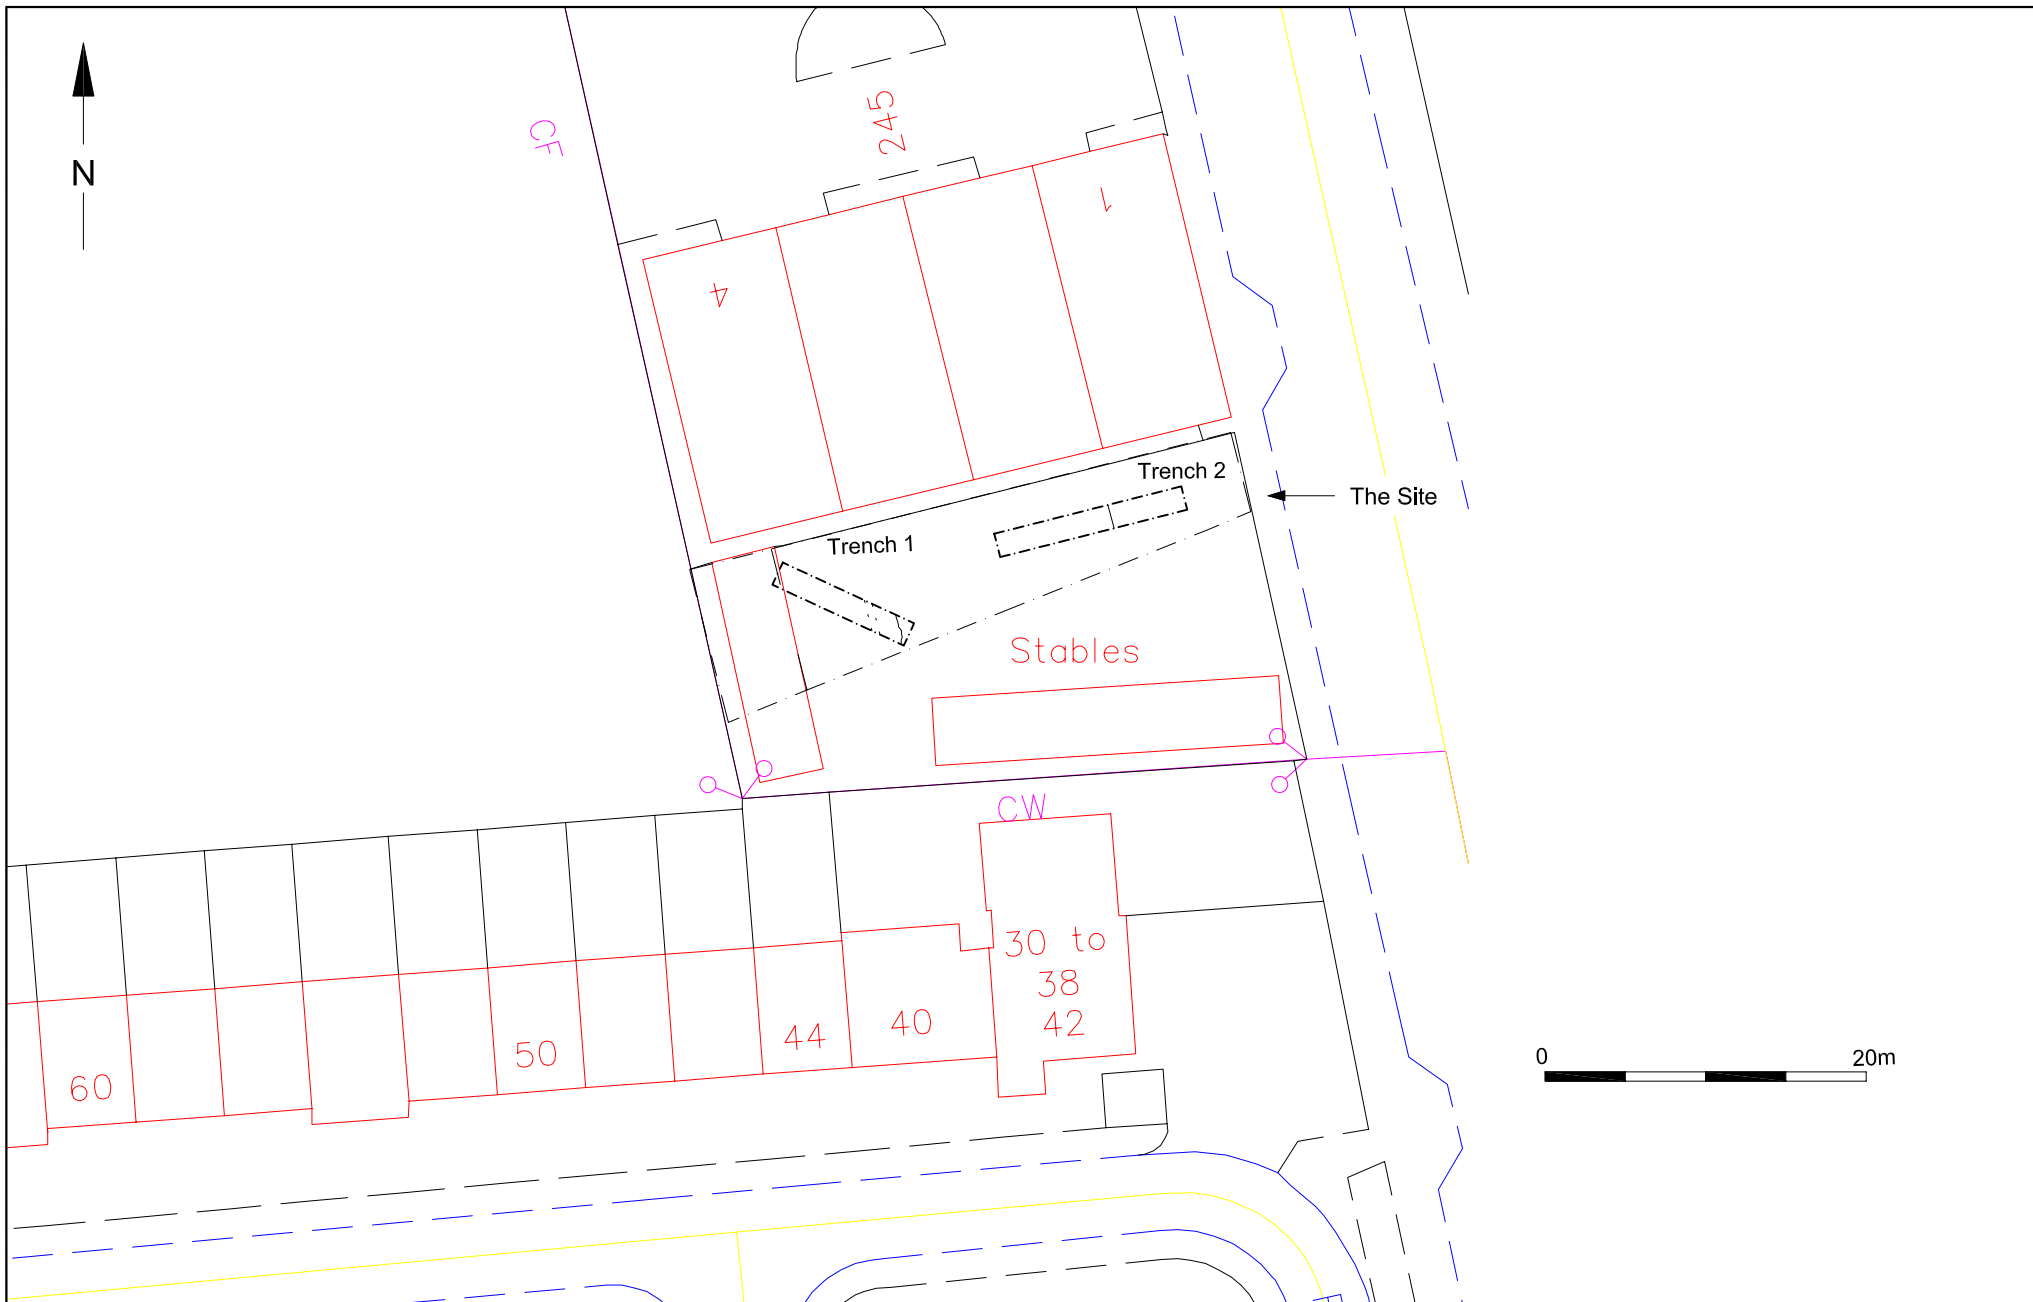 N
CF
245
1
4
Trench 2
The Site
Trench 1
Stables
CW
30 to
38
42
40
44
50
60
0
20m